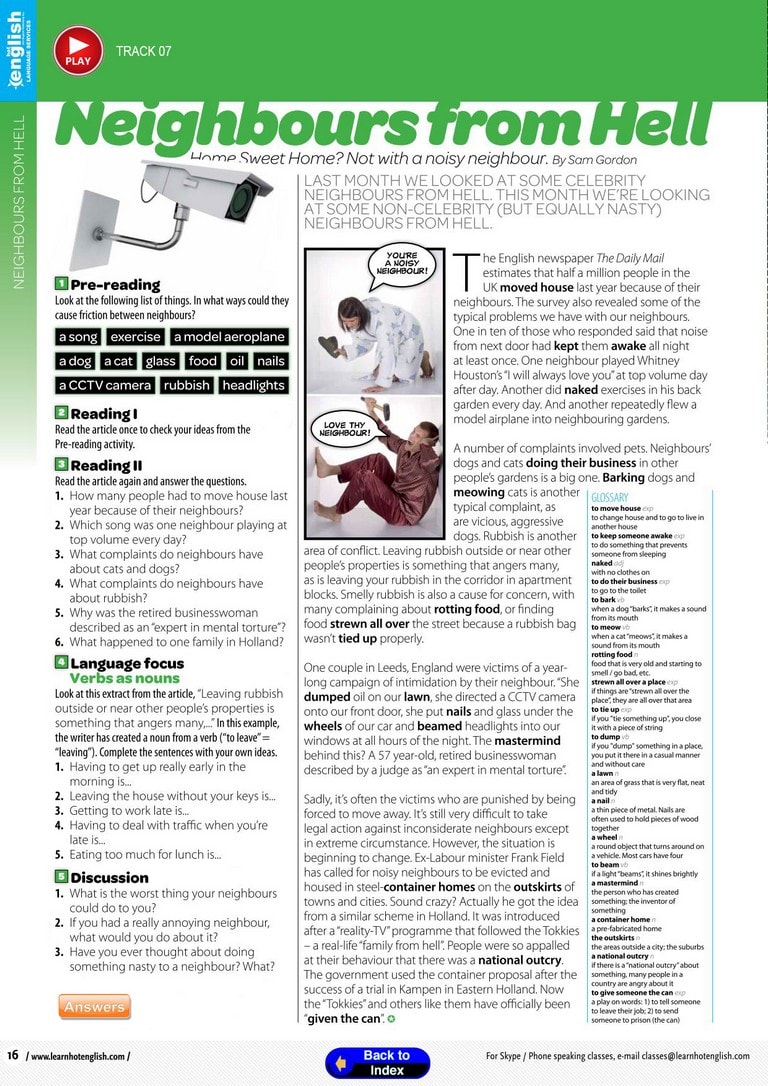 hot
english
LANGUAGE SERVICES
PLAY
TRACK 07
NEIGHBOURS FROM HELL
Neighbours from Hell
Home Sweet Home? Not with a noisy neighbour. By Sam Gordon
LAST MONTH WE LOOKED AT SOME CELEBRITY
NEIGHBOURS FROM HELL. THIS MONTH WE'RE LOOKING
AT SOME NON-CELEBRITY (BUT EQUALLY NASTY)
NEIGHBOURS FROM HELL.
1 Pre-reading
Look at the following list of things. In what ways could they
cause friction between neighbours?
a song exercise a model aeroplane
a dog a cat glass food oil nails
a CCTV camera rubbish headlights
2 Reading I
Read the article once to check your ideas from the
Pre-reading activity.
3 Reading II
Read the article again and answer the questions.
1. How many people had to move house last
year because of their neighbours?
2. Which song was one neighbour playing at
top volume every day?
3. What complaints do neighbours have
about cats and dogs?
4. What complaints do neighbours have
about rubbish?
5. Why was the retired businesswoman
described as an "expert in mental torture"?
6. What happened to one family in Holland?
4 Language focus
Verbs as nouns
Look at this extract from the article, "Leaving rubbish
outside or near other people's properties is
something that angers many,..." In this example,
the writer has created a noun from a verb ("to leave" =
"leaving"). Complete the sentences with your own ideas.
1. Having to get up really early in the
morning is...
2. Leaving the house without your keys is...
3. Getting to work late is...
4. Having to deal with traffic when you're
late is...
5. Eating too much for lunch is...
5 Discussion
1. What is the worst thing your neighbours
could do to you?
2. If you had a really annoying neighbour,
what would you do about it?
3. Have you ever thought about doing
something nasty to a neighbour? What?
Answers
YOU'RE
A NOISY
NEIGHBOUR!
LOVE THY
NEIGHBOUR!
The English newspaper The Daily Mail
estimates that half a million people in the
UK moved house last year because of their
neighbours. The survey also revealed some of the
typical problems we have with our neighbours.
One in ten of those who responded said that noise
from next door had kept them awake all night
at least once. One neighbour played Whitney
Houston's "I will always love you" at top volume day
after day. Another did naked exercises in his back
garden every day. And another repeatedly flew a
model airplane into neighbouring gardens.
A number of complaints involved pets. Neighbours'
dogs and cats doing their business in other
people's gardens is a big one. Barking dogs and
meowing cats is another
typical complaint, as
are vicious, aggressive
dogs. Rubbish is another
area of conflict. Leaving rubbish outside or near other
people's properties is something that angers many,
as is leaving your rubbish in the corridor in apartment
blocks. Smelly rubbish is also a cause for concern, with
many complaining about rotting food, or finding
food strewn all over the street because a rubbish bag
wasn't tied up properly.
One couple in Leeds, England were victims of a year-
long campaign of intimidation by their neighbour. "She
dumped oil on our lawn, she directed a CCTV camera
onto our front door, she put nails and glass under the
wheels of our car and beamed headlights into our
windows at all hours of the night. The mastermind
behind this? A 57 year-old, retired businesswoman
described by a judge as "an expert in mental torture".
Sadly, it's often the victims who are punished by being
forced to move away. It's still very difficult to take
legal action against inconsiderate neighbours except
in extreme circumstance. However, the situation is
beginning to change. Ex-Labour minister Frank Field
has called for noisy neighbours to be evicted and
housed in steel-container homes on the outskirts of
towns and cities. Sound crazy? Actually he got the idea
from a similar scheme in Holland. It was introduced
after a "reality-TV" programme that followed the Tokkies
– a real-life "family from hell". People were so appalled
at their behaviour that there was a national outcry.
The government used the container proposal after the
success of a trial in Kampen in Eastern Holland. Now
the "Tokkies" and others like them have officially been
"given the can".
GLOSSARY
to move house exp
to change house and to go to live in
another house
to keep someone awake exp
to do something that prevents
someone from sleeping
naked adj
with no clothes on
to do their business exp
to go to the toilet
to bark vb
when a dog "barks", it makes a sound
from its mouth
to meow vb
when a cat "meows", it makes a
sound from its mouth
rotting food n
food that is very old and starting to
smell / go bad, etc.
strewn all over a place exp
if things are "strewn all over the
place", they are all over that area
to tie up exp
if you "tie something up", you close
it with a piece of string
to dump vb
if you "dump" something in a place,
you put it there in a casual manner
and without care
a lawn n
an area of grass that is very flat, neat
and tidy
a nail n
a thin piece of metal. Nails are
often used to hold pieces of wood
together
a wheel n
a round object that turns around on
a vehicle. Most cars have four
to beam vb
if a light "beams", it shines brightly
a mastermind n
the person who has created
something; the inventor of
something
a container home n
a pre-fabricated home
the outskirts n
the areas outside a city; the suburbs
a national outcry n
if there is a "national outcry" about
something, many people in a
country are angry about it
to give someone the can exp
a play on words: 1) to tell someone
to leave their job; 2) to send
someone to prison (the can)
16 / www.learnhotenglish.com /
Back to
Index
For Skype / Phone speaking classes, e-mail classes@learnhotenglish.com